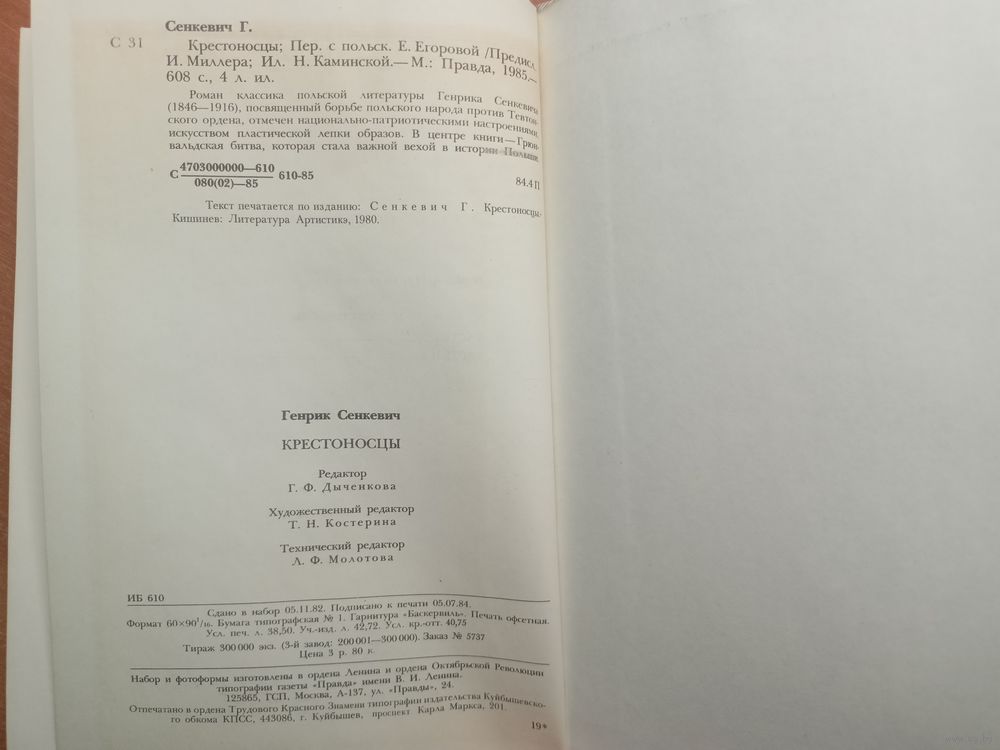 Сенкевич Г.
С 31
Крестоносцы; Пер. с польск. Е. Егоровой /Предисл.
И. Миллера; Ил. Н. Каминской.— М.: Правда, 1985.—
608 с., 4 л. ил.
Роман классика польской литературы Генрика Сенкевича
(1846—1916), посвященный борьбе польского народа против Тевтон-
ского ордена, отмечен национально-патриотическими настроениями,
искусством пластической лепки образов. В центре книги — Грюн-
вальдская битва, которая стала важной вехой в истории Польши
С 4703000000—610 610-85
080(02)—85
84.4П
Текст печатается по изданию: Сенкевич Г. Крестоносцы.
Кишинев: Литература Артистикэ, 1980.
Генрик Сенкевич
КРЕСТОНОСЦЫ
Редактор
Г. Ф. Дыченкова
Художественный редактор
Т. Н. Костерина
Технический редактор
Л. Ф. Молотова
ИБ 610
Сдано в набор 05.11.82. Подписано к печати 05.07.84.
Формат 60×90 1/16. Бумага типографская № 1. Гарнитура «Баскервиль». Печать офсетная.
Усл. печ. л. 38,50. Уч.-изд. л. 42,72. Усл. кр.-отт. 40,75
Тираж 300 000 экз. (3-й завод: 200 001—300 000). Заказ № 5737
Цена 3 р. 80 к.
Набор и фотоформы изготовлены в ордена Ленина и ордена Октябрьской Революции
типографии газеты «Правда» имени В. И. Ленина.
125865, ГСП, Москва, А-137, ул. «Правды», 24.
Отпечатано в ордена Трудового Красного Знамени типографии издательства Куйбышевско-
го обкома КПСС, 443086, г. Куйбышев, проспект Карла Маркса, 201.
19*